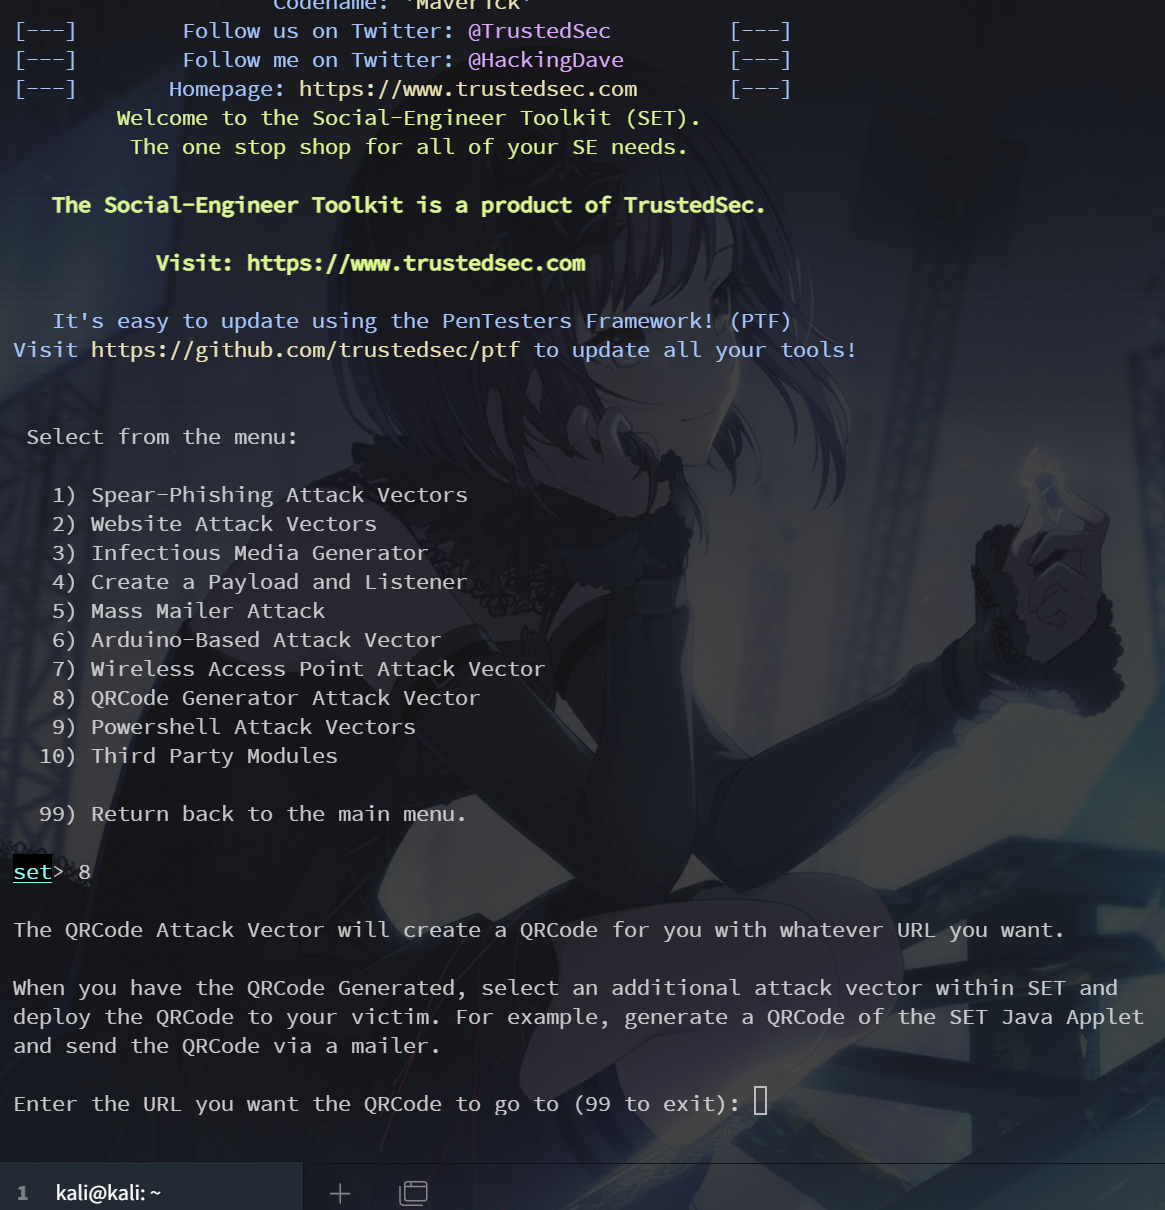 Codename: 'Maverick'
[---]        Follow us on Twitter: @TrustedSec         [---]
[---]        Follow me on Twitter: @HackingDave        [---]
[---]       Homepage: https://www.trustedsec.com       [---]
Welcome to the Social-Engineer Toolkit (SET).
The one stop shop for all of your SE needs.
The Social-Engineer Toolkit is a product of TrustedSec.
Visit: https://www.trustedsec.com
It's easy to update using the PenTesters Framework! (PTF)
Visit https://github.com/trustedsec/ptf to update all your tools!
Select from the menu:
1) Spear-Phishing Attack Vectors
2) Website Attack Vectors
3) Infectious Media Generator
4) Create a Payload and Listener
5) Mass Mailer Attack
6) Arduino-Based Attack Vector
7) Wireless Access Point Attack Vector
8) QRCode Generator Attack Vector
9) Powershell Attack Vectors
10) Third Party Modules
99) Return back to the main menu.
set> 8
The QRCode Attack Vector will create a QRCode for you with whatever URL you want.
When you have the QRCode Generated, select an additional attack vector within SET and
deploy the QRCode to your victim. For example, generate a QRCode of the SET Java Applet
and send the QRCode via a mailer.
Enter the URL you want the QRCode to go to (99 to exit):
1 kali@kali: ~